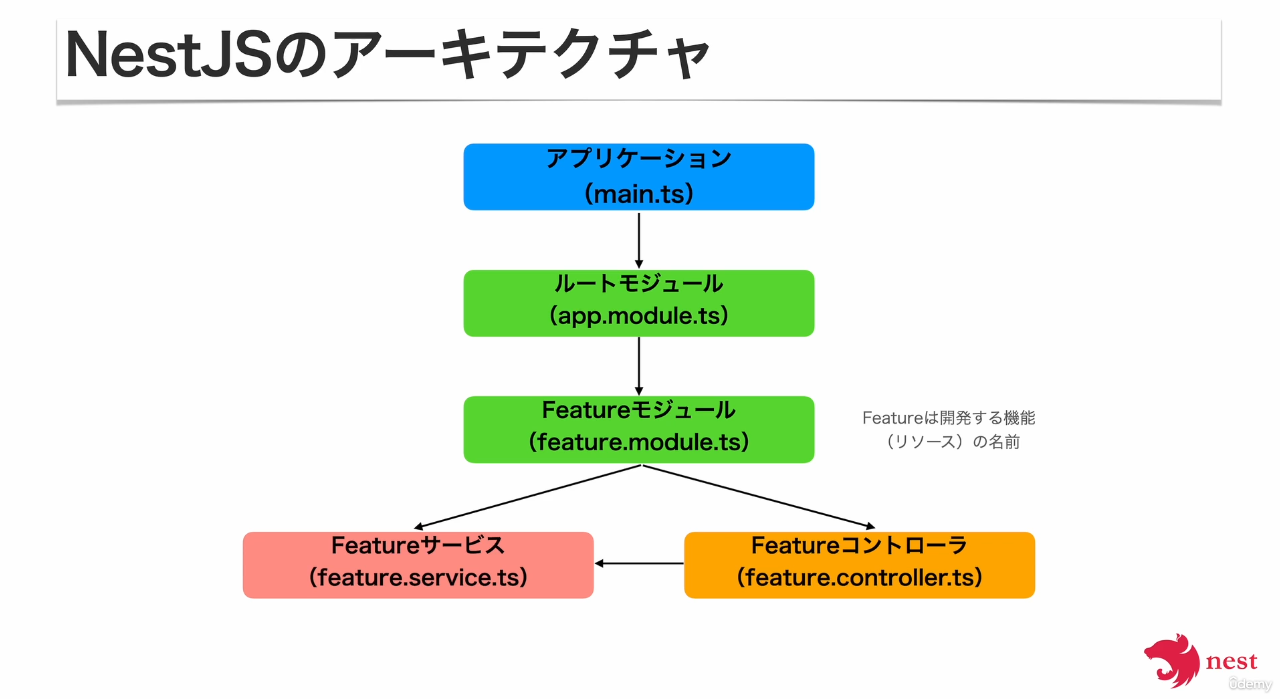 NestJSのアーキテクチャ
アプリケーション
（main.ts）
ルートモジュール
（app.module.ts）
Featureモジュール
（feature.module.ts）
Featureは開発する機能
（リソース）の名前
Featureサービス
（feature.service.ts）
Featureコントローラ
（feature.controller.ts）
nest
ûdemy